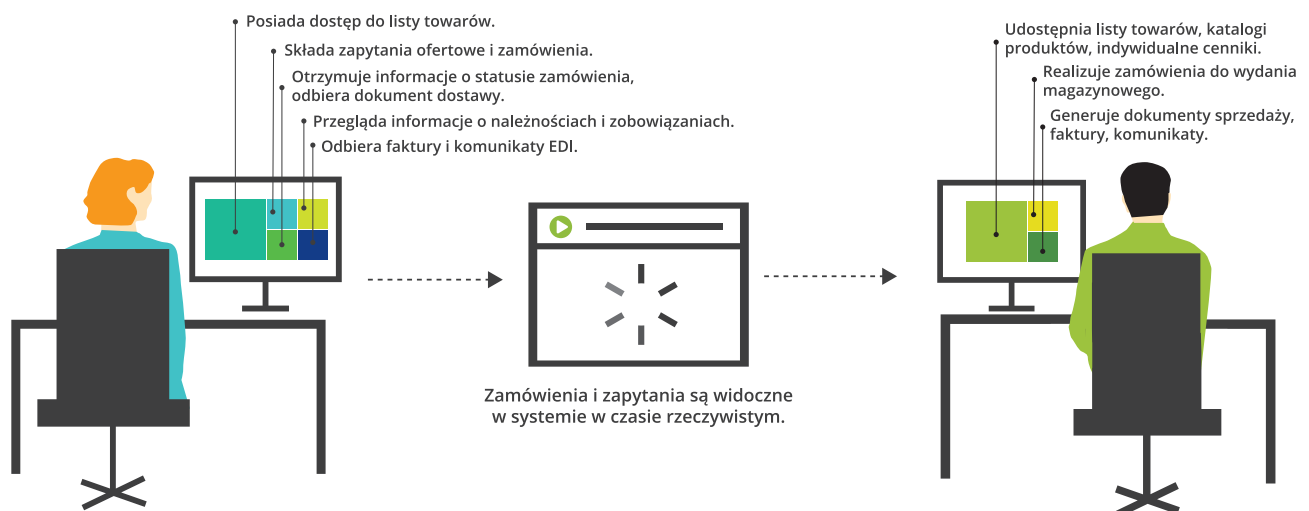 Posiada dostęp do listy towarów.
Składa zapytania ofertowe i zamówienia.
Otrzymuje informacje o statusie zamówienia,
odbiera dokument dostawy.
Przegląda informacje o należnościach i zobowiązaniach.
Odbiera faktury i komunikaty EDI.
Zamówienia i zapytania są widoczne
w systemie w czasie rzeczywistym.
Udostępnia listy towarów, katalogi
produktów, indywidualne cenniki.
Realizuje zamówienia do wydania
magazynowego.
Generuje dokumenty sprzedaży,
faktury, komunikaty.